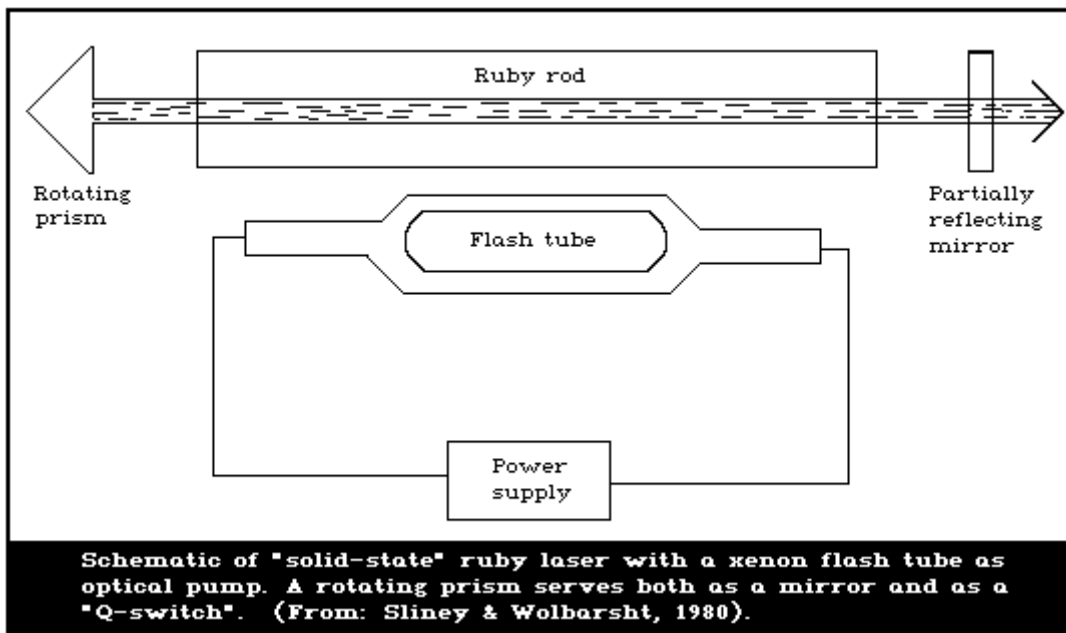 Ruby rod
Rotating
prism
Partially
reflecting
mirror
Flash tube
Power
supply
Schematic of "solid-state" ruby laser with a xenon flash tube as
optical pump. A rotating prism serves both as a mirror and as a
"Q-switch". (From: Sliney & Wolbarsht, 1980).